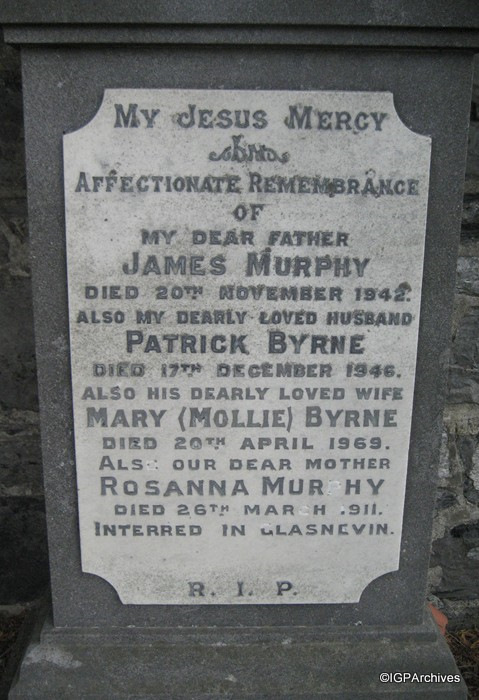 My Jesus Mercy
In
Affectionate Remembrance
of
my dear father
James Murphy
died 20th November 1942.
also my dearly loved husband
Patrick Byrne
died 17th December 1946.
also his dearly loved wife
Mary (Mollie) Byrne
died 20th April 1969.
Also our dear mother
Rosanna Murphy
died 26th March 1911.
Interred in Glasnevin.
R. I. P.
©IGPArchives